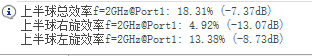 上半球总效率f=2GHz@Port1: 18.31% (-7.37dB)
上半球右旋效率f=2GHz@Port1: 4.92% (-13.07dB)
上半球左旋效率f=2GHz@Port1: 13.38% (-8.73dB)